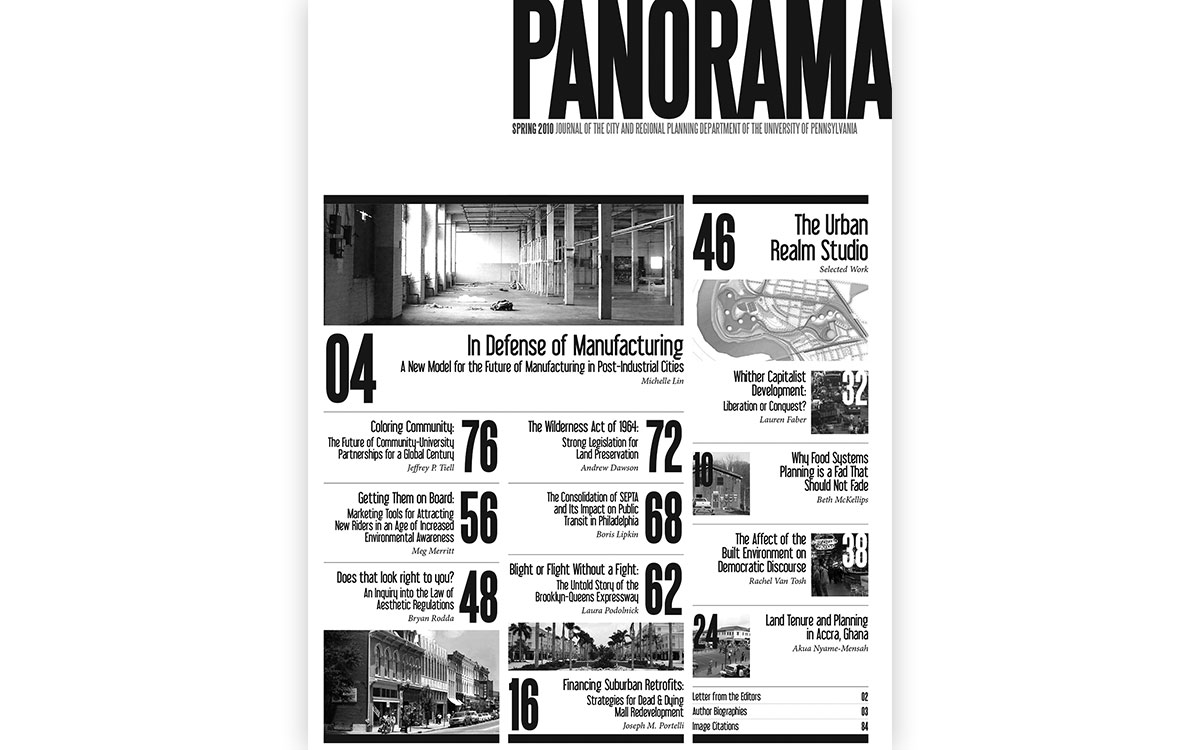 PANORAMA
SPRING 2010 JOURNAL OF THE CITY AND REGIONAL PLANNING DEPARTMENT OF THE UNIVERSITY OF PENNSYLVANIA
04
In Defense of Manufacturing
A New Model for the Future of Manufacturing in Post-Industrial Cities
Michelle Lin
Coloring Community:
The Future of Community-University
Partnerships for a Global Century
Jeffrey P. Tiell
76
Getting Them on Board:
Marketing Tools for Attracting
New Riders in an Age of Increased
Environmental Awareness
Meg Merritt
56
Does that look right to you?
An Inquiry into the Law of
Aesthetic Regulations
Bryan Rodda
48
The Wilderness Act of 1964:
Strong Legislation for
Land Preservation
Andrew Dawson
72
The Consolidation of SEPTA
and Its Impact on Public
Transit in Philadelphia
Boris Lipkin
68
Blight or Flight Without a Fight:
The Untold Story of the
Brooklyn-Queens Expressway
Laura Podolnick
62
16
Financing Suburban Retrofits:
Strategies for Dead & Dying
Mall Redevelopment
Joseph M. Portelli
46
The Urban
Realm Studio
Selected Work
Whither Capitalist
Development:
Liberation or Conquest?
Lauren Faber
32
10
Why Food Systems
Planning is a Fad That
Should Not Fade
Beth McKellips
The Affect of the
Built Environment on
Democratic Discourse
Rachel Van Tosh
38
24
Land Tenure and Planning
in Accra, Ghana
Akua Nyame-Mensah
Letter from the Editors 02
Author Biographies 03
Image Citations 84